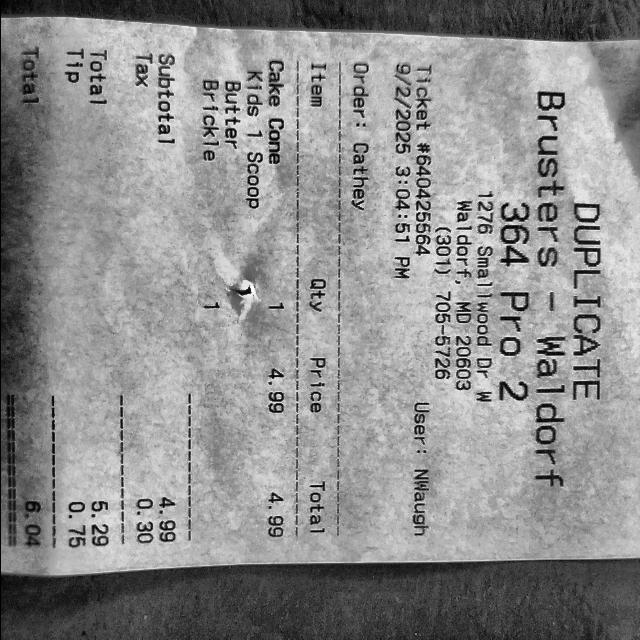 DUPLICATE
Brusters - Waldorf
364 Pro 2
1276 Smallwood Dr W
Waldorf, MD 20603
(301) 705-5726
Ticket #640425564 User: NWaugh
9/2/2025 3:04:51 PM
Order: Cathey
Item Qty Price Total
Cake Cone 1 4.99 4.99
Kids 1 Scoop 1
Butter Brickle 1
Subtotal 4.99
Tax 0.30
Total 5.29
Tip 0.75
Total 6.04